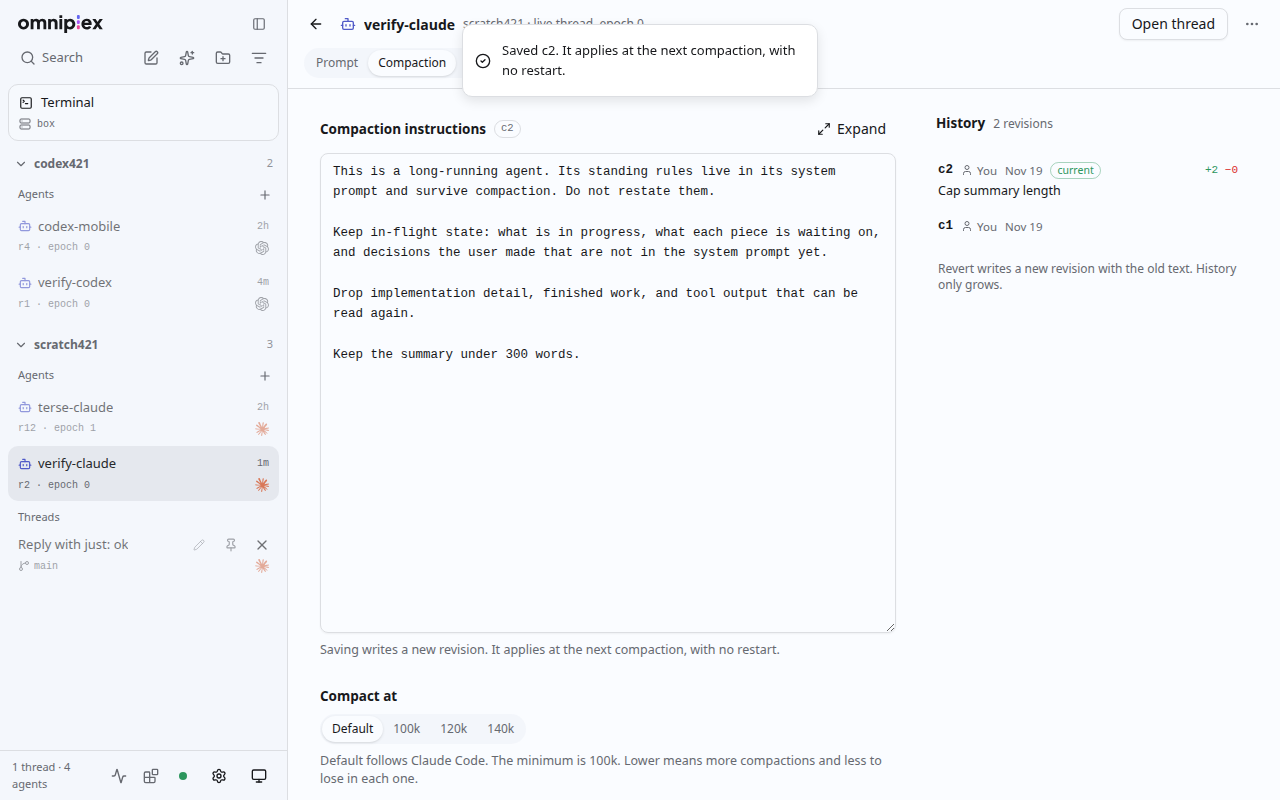 omniplex
Search
Terminal
box
codex421
2
Agents
codex-mobile
2h
r4 · epoch 0
verify-codex
4m
r1 · epoch 0
scratch421
3
Agents
terse-claude
2h
r12 · epoch 1
verify-claude
1m
r2 · epoch 0
Threads
Reply with just: ok
main
1 thread · 4
agents
verify-claude
scratch421 · live thread, epoch 0
Open thread
Prompt
Compaction
Saved c2. It applies at the next compaction, with
no restart.
Compaction instructions
c2
Expand
This is a long-running agent. Its standing rules live in its system
prompt and survive compaction. Do not restate them.
Keep in-flight state: what is in progress, what each piece is waiting on,
and decisions the user made that are not in the system prompt yet.
Drop implementation detail, finished work, and tool output that can be
read again.
Keep the summary under 300 words.
Saving writes a new revision. It applies at the next compaction, with no restart.
Compact at
Default
100k
120k
140k
Default follows Claude Code. The minimum is 100k. Lower means more compactions and less to
lose in each one.
History
2 revisions
c2
You
Nov 19
current
+2 −0
Cap summary length
c1
You
Nov 19
Revert writes a new revision with the old text. History
only grows.